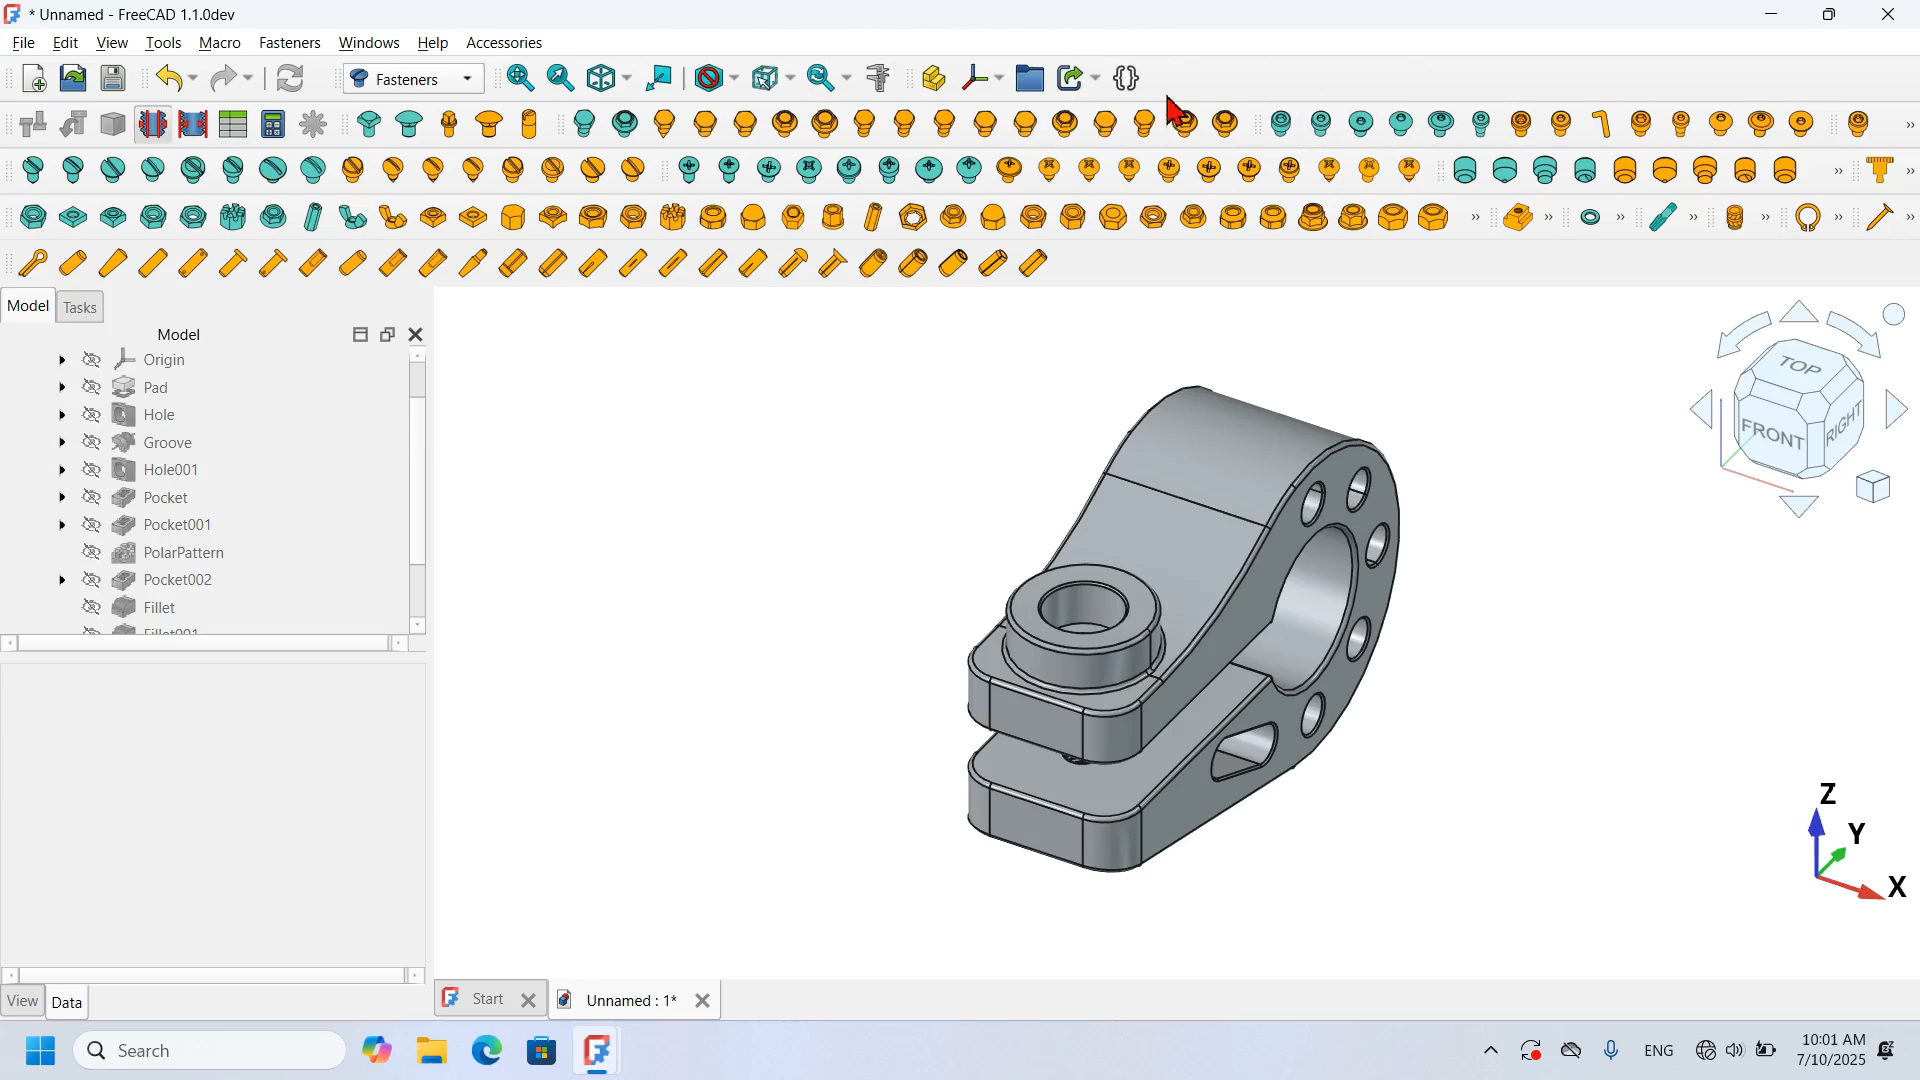 * Unnamed - FreeCAD 1.1.0dev
File Edit View Tools Macro Fasteners Windows Help Accessories
Fasteners
Model Tasks
Model
Origin
Pad
Hole
Groove
Hole001
Pocket
Pocket001
PolarPattern
Pocket002
Fillet
Fillet001
TOP
FRONT
RIGHT
Z
Y
X
View Data
Start
Unnamed : 1*
Search
ENG
10:01 AM
7/10/2025